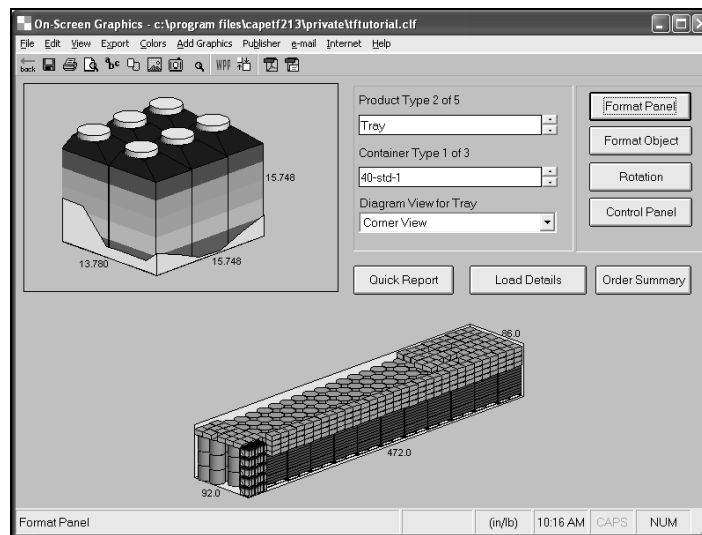 On-Screen Graphics - c:\program files\capetf213\private\tftutorial.clf
File Edit View Export Colors Add Graphics Publisher e-mail Internet Help
back abc WPF
Product Type 2 of 5
Tray
Container Type 1 of 3
40-std-1
Diagram View for Tray
Corner View
Format Panel
Format Object
Rotation
Control Panel
15.748
13.780
15.748
Quick Report
Load Details
Order Summary
86.0
472.0
92.0
Format Panel (in/lb) 10:16 AM CAPS NUM